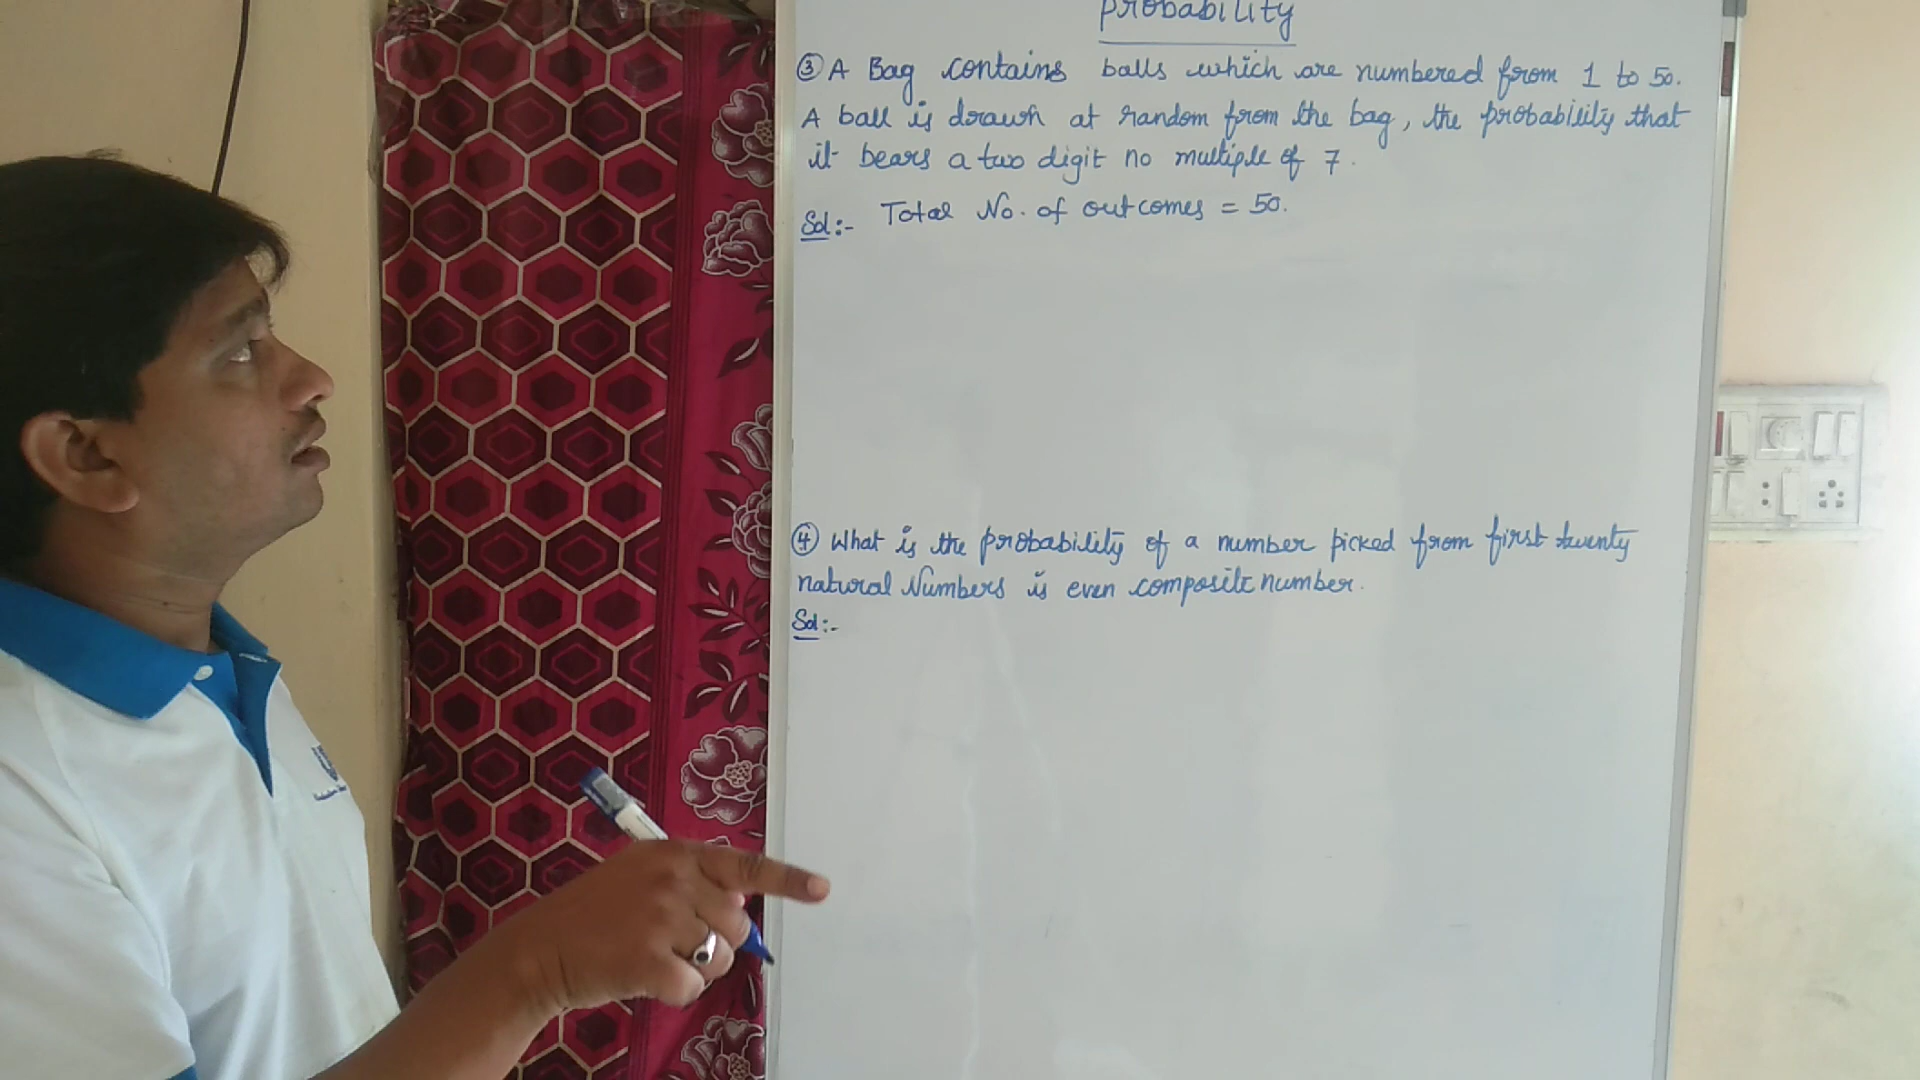 Probability
③ A Bag contains balls which are numbered from 1 to 50.
A ball is drawn at random from the bag, the probability that
it bears a two digit no multiple of 7.
Sol:- Total No. of outcomes = 50.
④ What is the probability of a number picked from first twenty
natural Numbers is even composite number.
Sol:-